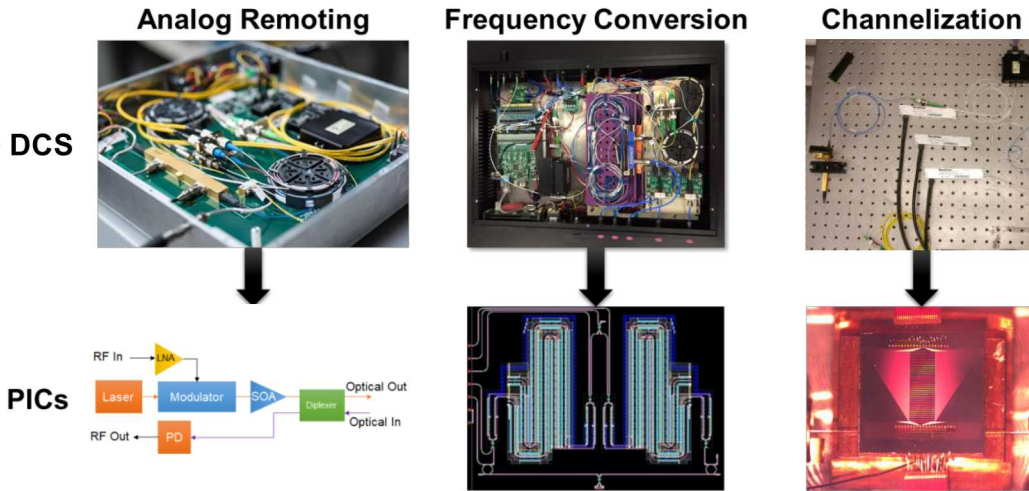 Analog Remoting
Frequency Conversion
Channelization
DCS
PICs
RF In
LNA
Laser
Modulator
SOA
Diplexer
Optical Out
Optical In
RF Out
PD